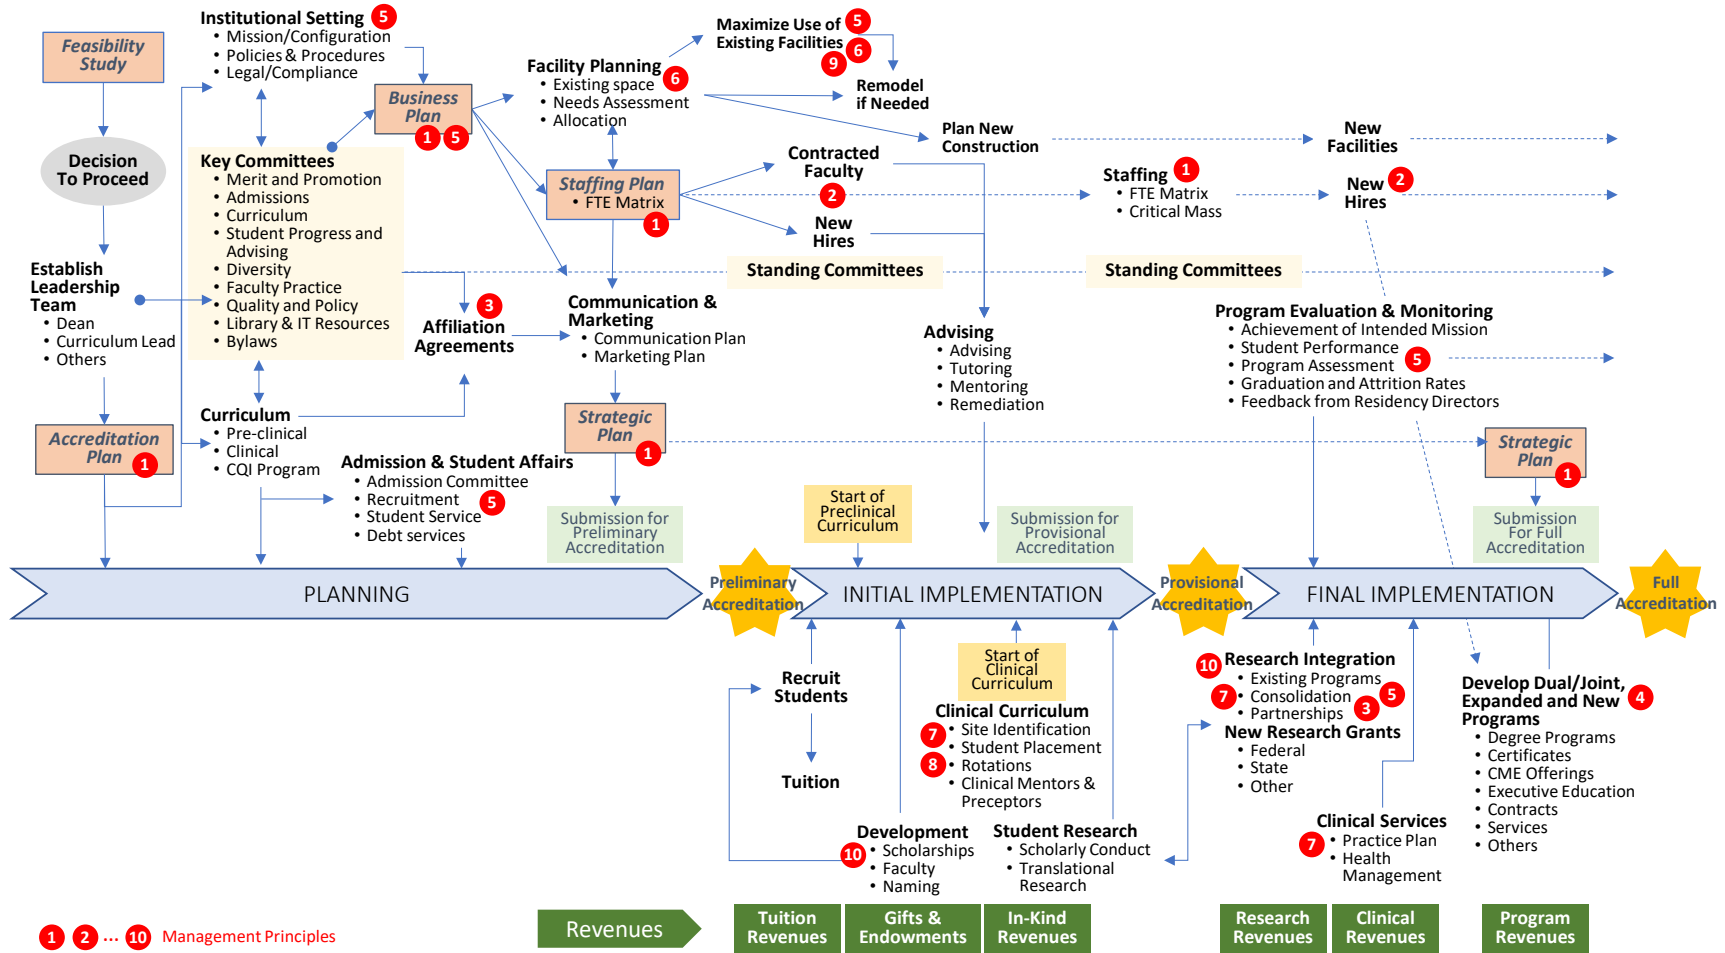 Feasibility
Study
Decision
To Proceed
Establish
Leadership
Team
• Dean
• Curriculum Lead
• Others
Accreditation
Plan
1
Institutional Setting
5
• Mission/Configuration
• Policies & Procedures
• Legal/Compliance
Key Committees
• Merit and Promotion
• Admissions
• Curriculum
• Student Progress and
Advising
• Diversity
• Faculty Practice
• Quality and Policy
• Library & IT Resources
• Bylaws
Curriculum
• Pre-clinical
• Clinical
• CQI Program
Business
Plan
1
5
Affiliation
Agreements
3
Admission & Student Affairs
• Admission Committee
• Recruitment
• Student Service
• Debt services
5
Facility Planning
6
• Existing space
• Needs Assessment
• Allocation
Staffing Plan
• FTE Matrix
1
Communication &
Marketing
• Communication Plan
• Marketing Plan
Strategic
Plan
1
Submission for
Preliminary
Accreditation
Maximize Use of
Existing Facilities
5
6
9
Remodel
if Needed
Plan New
Construction
New
Facilities
Contracted
Faculty
2
New
Hires
Staffing
1
• FTE Matrix
• Critical Mass
New
Hires
2
Standing Committees
Standing Committees
Advising
• Advising
• Tutoring
• Mentoring
• Remediation
Program Evaluation & Monitoring
• Achievement of Intended Mission
• Student Performance
• Program Assessment
• Graduation and Attrition Rates
• Feedback from Residency Directors
5
Strategic
Plan
1
Start of
Preclinical
Curriculum
Submission for
Provisional
Accreditation
Submission
For Full
Accreditation
PLANNING
Preliminary
Accreditation
INITIAL IMPLEMENTATION
Provisional
Accreditation
FINAL IMPLEMENTATION
Full
Accreditation
Recruit
Students
Tuition
Start of
Clinical
Curriculum
Clinical Curriculum
7
• Site Identification
• Student Placement
8
• Rotations
• Clinical Mentors &
Preceptors
Development
10
• Scholarships
• Faculty
• Naming
Student Research
• Scholarly Conduct
• Translational
Research
10
Research Integration
• Existing Programs
7
• Consolidation
5
• Partnerships
3
New Research Grants
• Federal
• State
• Other
Clinical Services
7
• Practice Plan
• Health
Management
Develop Dual/Joint,
Expanded and New
Programs
4
• Degree Programs
• Certificates
• CME Offerings
• Executive Education
• Contracts
• Services
• Others
1 2 ... 10 Management Principles
Revenues
Tuition
Revenues
Gifts &
Endowments
In-Kind
Revenues
Research
Revenues
Clinical
Revenues
Program
Revenues